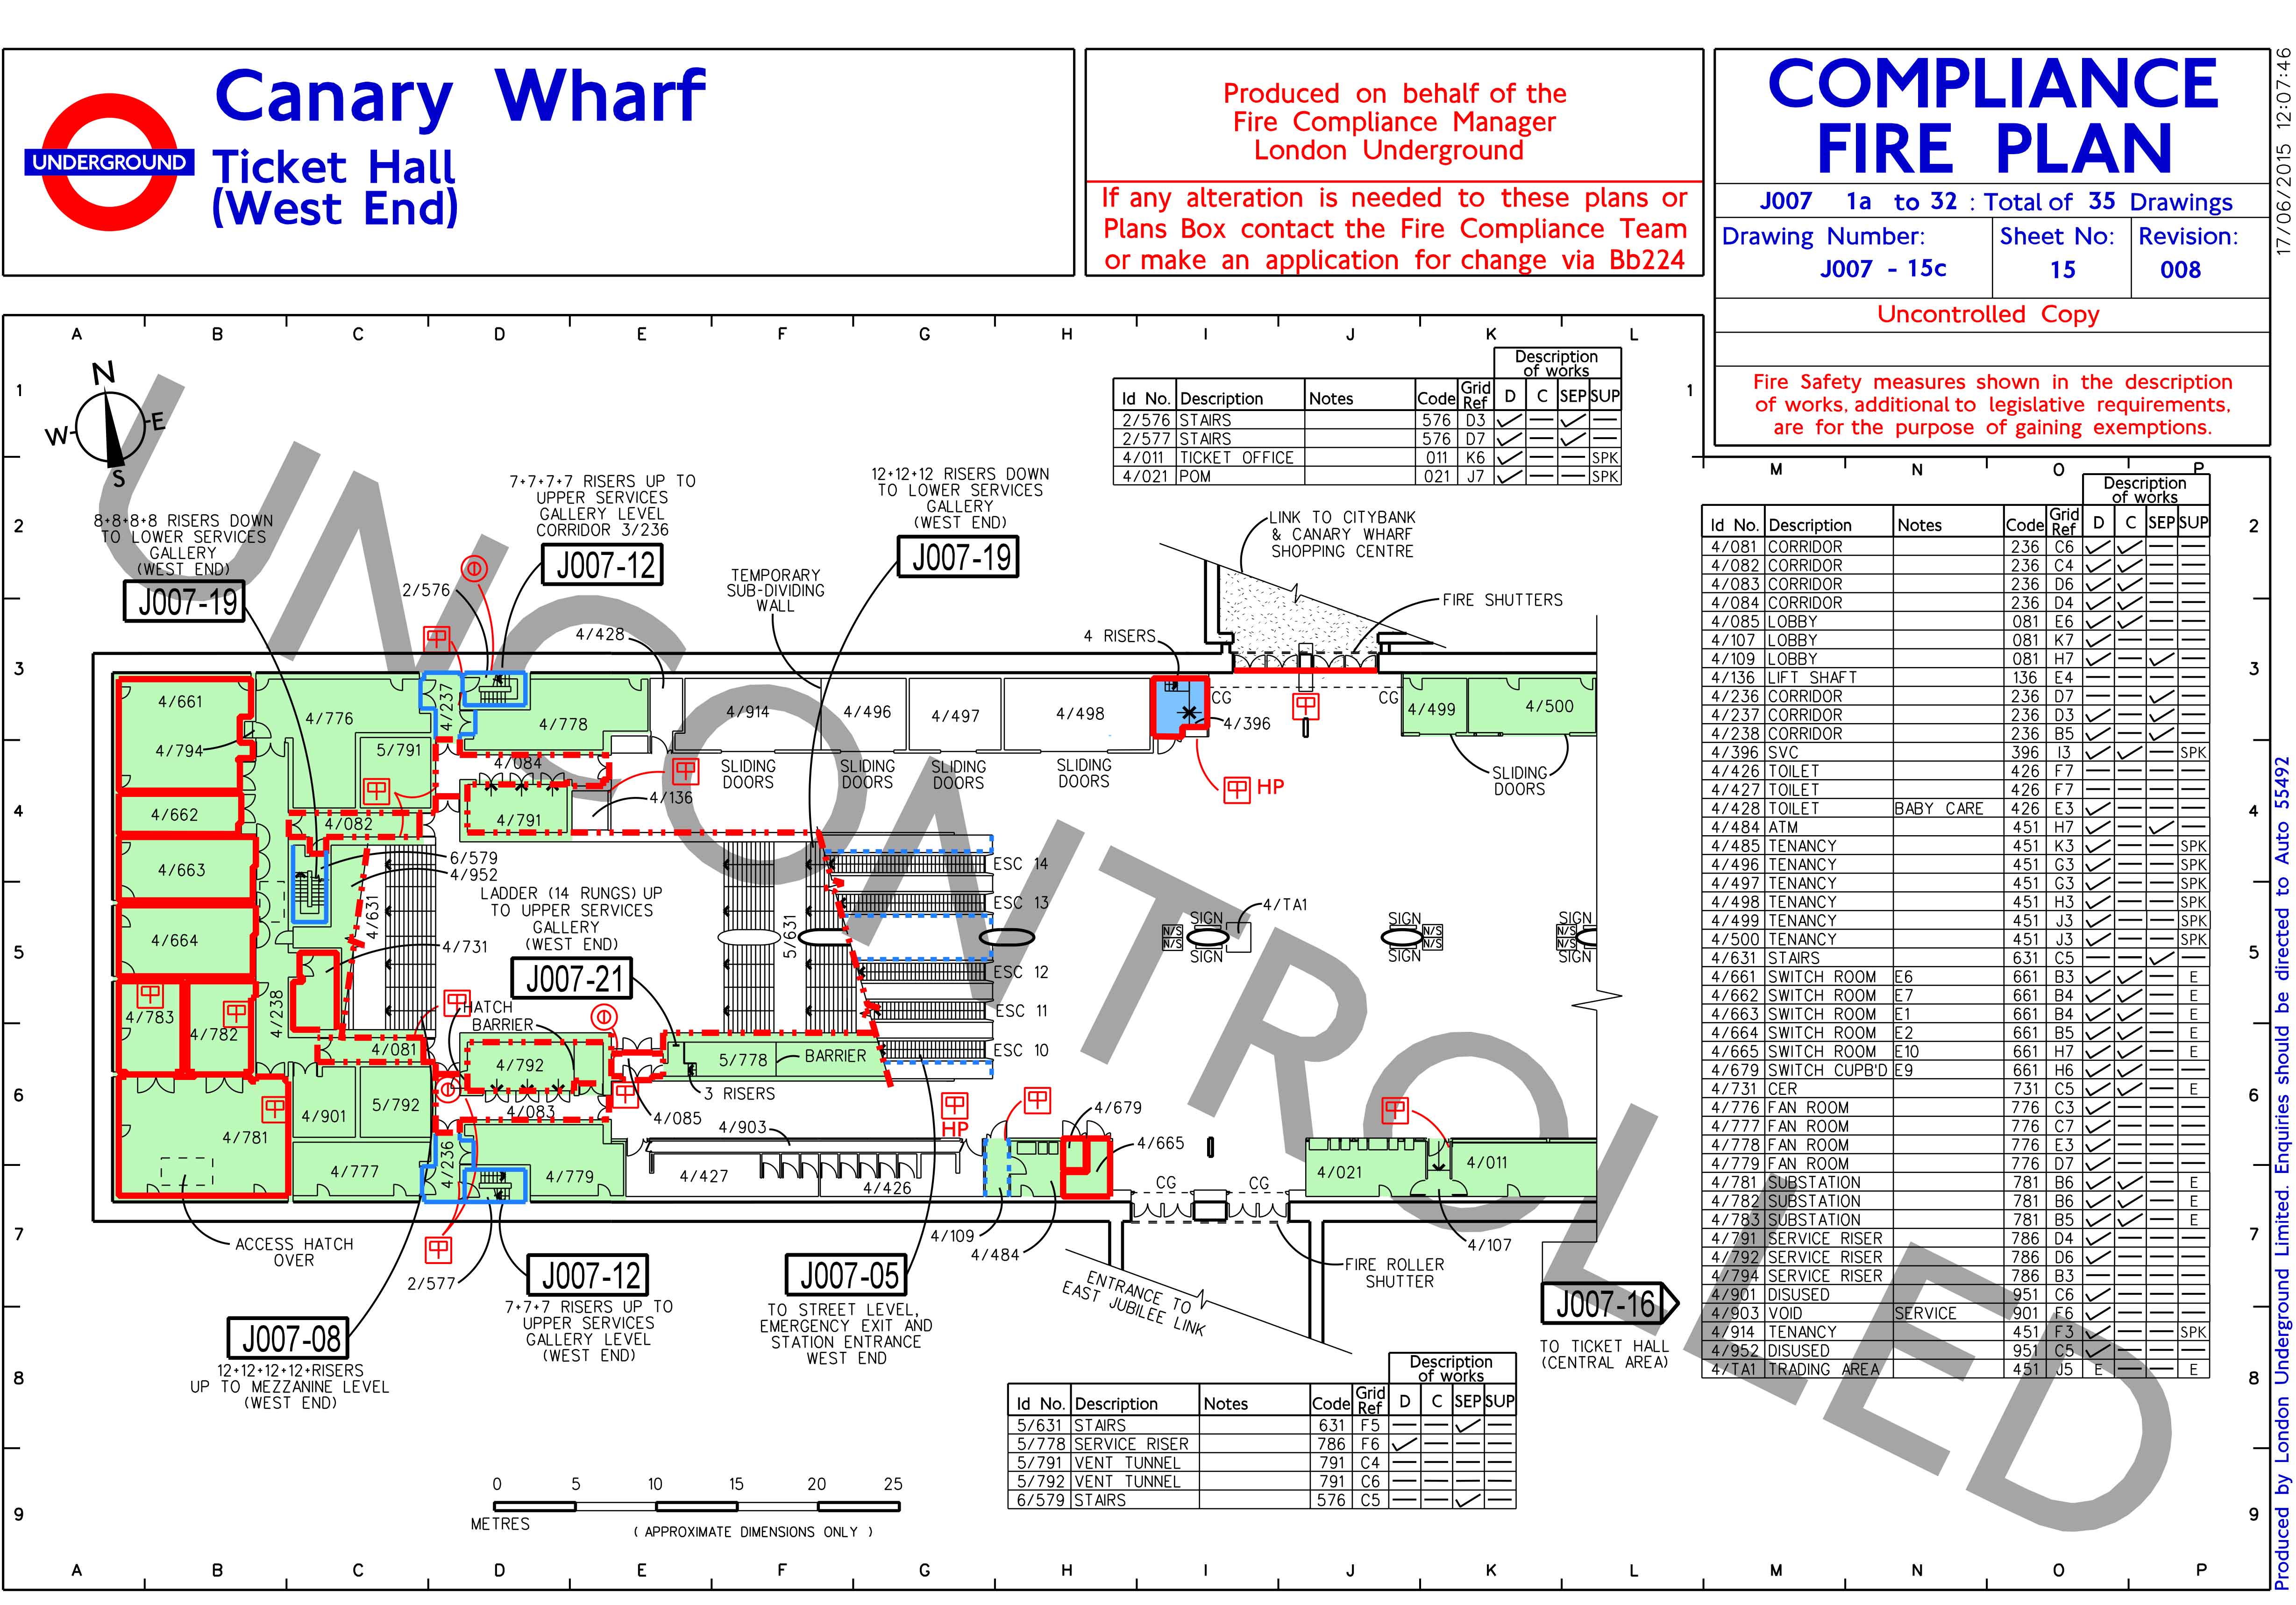 Canary Wharf
UNDERGROUND
Ticket Hall
(West End)
Produced on behalf of the
Fire Compliance Manager
London Underground
If any alteration is needed to these plans or
Plans Box contact the Fire Compliance Team
or make an application for change via Bb224
COMPLIANCE
FIRE PLAN
J007 1a to 32 : Total of 35 Drawings
Drawing Number:
J007 - 15c
Sheet No:
15
Revision:
008
Uncontrolled Copy
Fire Safety measures shown in the description
of works, additional to legislative requirements,
are for the purpose of gaining exemptions.
17/06/2015 12:07:46
A B C D E F G H I J K L
1
1
N
W E
S
Description
of works
Id No. Description Notes Code Grid Ref D C SEP SUP
2/576 STAIRS 576 D3 ✓ — ✓ —
2/577 STAIRS 576 D7 ✓ — ✓ —
4/011 TICKET OFFICE 011 K6 ✓ — — SPK
4/021 POM 021 J7 ✓ — — SPK
M N O P
2
2
8+8+8+8 RISERS DOWN
TO LOWER SERVICES
GALLERY
(WEST END)
J007-19
7+7+7+7 RISERS UP TO
UPPER SERVICES
GALLERY LEVEL
CORRIDOR 3/236
J007-12
2/576
4/428
TEMPORARY
SUB-DIVIDING
WALL
12+12+12 RISERS DOWN
TO LOWER SERVICES
GALLERY
(WEST END)
J007-19
LINK TO CITYBANK
& CANARY WHARF
SHOPPING CENTRE
FIRE SHUTTERS
4 RISERS
3
3
4/661
4/794
4/776
5/791
4/237
4/778
4/914
4/496
4/497
4/498
4/396
CG
CG
4/499
4/500
4/084
SLIDING
DOORS
SLIDING
DOORS
SLIDING
DOORS
SLIDING
DOORS
SLIDING
DOORS
HP
4/136
4
4
4/662
4/082
4/791
4/663
6/579
4/952
4/631
LADDER (14 RUNGS) UP
TO UPPER SERVICES
GALLERY
(WEST END)
J007-21
5/631
ESC 14
ESC 13
ESC 12
ESC 11
ESC 10
4/TA1
SIGN
N/S
N/S
SIGN
SIGN
N/S
N/S
SIGN
SIGN
N/S
N/S
SIGN
5
5
4/664
4/731
4/238
4/783
4/782
HATCH
BARRIER
4/081
4/792
5/778
BARRIER
3 RISERS
6
6
4/781
4/901
5/792
4/083
4/085
4/903
HP
4/679
4/665
4/777
4/236
4/779
4/427
4/426
4/021
4/011
CG
CG
7
7
ACCESS HATCH
OVER
2/577
4/109
4/484
4/107
J007-12
7+7+7 RISERS UP TO
UPPER SERVICES
GALLERY LEVEL
(WEST END)
J007-05
TO STREET LEVEL,
EMERGENCY EXIT AND
STATION ENTRANCE
WEST END
ENTRANCE TO
EAST JUBILEE LINK
FIRE ROLLER
SHUTTER
J007-16
TO TICKET HALL
(CENTRAL AREA)
J007-08
12+12+12+12+RISERS
UP TO MEZZANINE LEVEL
(WEST END)
8
8
Description
of works
Id No. Description Notes Code Grid Ref D C SEP SUP
4/081 CORRIDOR 236 C6 ✓ ✓ — —
4/082 CORRIDOR 236 C4 ✓ ✓ — —
4/083 CORRIDOR 236 D6 ✓ ✓ — —
4/084 CORRIDOR 236 D4 ✓ ✓ — —
4/085 LOBBY 081 E6 ✓ ✓ — —
4/107 LOBBY 081 K7 ✓ — — —
4/109 LOBBY 081 H7 ✓ — ✓ —
4/136 LIFT SHAFT 136 E4 — — — —
4/236 CORRIDOR 236 D7 — — ✓ —
4/237 CORRIDOR 236 D3 ✓ — ✓ —
4/238 CORRIDOR 236 B5 ✓ — ✓ —
4/396 SVC 396 I3 ✓ ✓ — SPK
4/426 TOILET 426 F7 — — — —
4/427 TOILET 426 F7 — — — —
4/428 TOILET BABY CARE 426 E3 ✓ — — —
4/484 ATM 451 H7 ✓ — ✓ —
4/485 TENANCY 451 K3 ✓ — — SPK
4/496 TENANCY 451 G3 ✓ — — SPK
4/497 TENANCY 451 G3 ✓ — — SPK
4/498 TENANCY 451 H3 ✓ — — SPK
4/499 TENANCY 451 J3 ✓ — — SPK
4/500 TENANCY 451 J3 ✓ — — SPK
4/631 STAIRS 631 C5 — — ✓ —
4/661 SWITCH ROOM E6 661 B3 ✓ ✓ — E
4/662 SWITCH ROOM E7 661 B4 ✓ ✓ — E
4/663 SWITCH ROOM E1 661 B4 ✓ ✓ — E
4/664 SWITCH ROOM E2 661 B5 ✓ ✓ — E
4/665 SWITCH ROOM E10 661 H7 ✓ ✓ — E
4/679 SWITCH CUPB'D E9 661 H6 ✓ ✓ — —
4/731 CER 731 C5 ✓ ✓ — E
4/776 FAN ROOM 776 C3 ✓ — — —
4/777 FAN ROOM 776 C7 ✓ — — —
4/778 FAN ROOM 776 E3 ✓ — — —
4/779 FAN ROOM 776 D7 ✓ — — —
4/781 SUBSTATION 781 B6 ✓ ✓ — E
4/782 SUBSTATION 781 B6 ✓ ✓ — E
4/783 SUBSTATION 781 B5 ✓ ✓ — E
4/791 SERVICE RISER 786 D4 ✓ — — —
4/792 SERVICE RISER 786 D6 ✓ — — —
4/794 SERVICE RISER 786 B3 — — — —
4/901 DISUSED 951 C6 ✓ — — —
4/903 VOID SERVICE 901 F6 ✓ — — —
4/914 TENANCY 451 F3 ✓ — — SPK
4/952 DISUSED 951 C5 ✓ — — —
4/TA1 TRADING AREA 451 J5 E — — E
Description
of works
Id No. Description Notes Code Grid Ref D C SEP SUP
5/631 STAIRS 631 F5 — — ✓ —
5/778 SERVICE RISER 786 F6 ✓ — — —
5/791 VENT TUNNEL 791 C4 — — — —
5/792 VENT TUNNEL 791 C6 — — — —
6/579 STAIRS 576 C5 — — ✓ —
0 5 10 15 20 25
METRES
( APPROXIMATE DIMENSIONS ONLY )
9
9
A B C D E F G H I J K L M N O P
UNCONTROLLED
Produced by London Underground Limited. Enquiries should be directed to Auto 55492